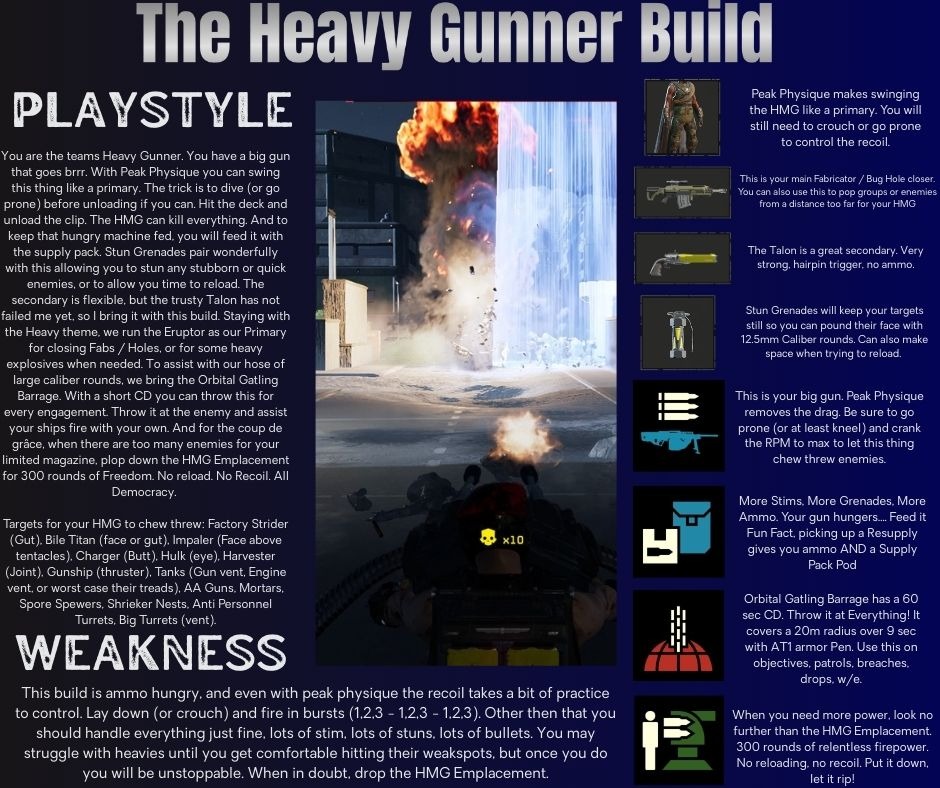 The Heavy Gunner Build
PLAYSTYLE
You are the teams Heavy Gunner. You have a big gun
that goes brrr. With Peak Physique you can swing
this thing like a primary. The trick is to dive (or go
prone) before unloading if you can. Hit the deck and
unload the clip. The HMG can kill everything. And to
keep that hungry machine fed, you will feed it with
the supply pack. Stun Grenades pair wonderfully
with this allowing you to stun any stubborn or quick
enemies, or to allow you time to reload. The
secondary is flexible, but the trusty Talon has not
failed me yet, so I bring it with this build. Staying with
the Heavy theme, we run the Eruptor as our Primary
for closing Fabs / Holes, or for some heavy
explosives when needed. To assist with our hose of
large caliber rounds, we bring the Orbital Gatling
Barrage. With a short CD you can throw this for
every engagement. Throw it at the enemy and assist
your ships fire with your own. And for the coup de
grâce, when there are too many enemies for your
limited magazine, plop down the HMG Emplacement
for 300 rounds of Freedom. No reload. No Recoil. All
Democracy.
Targets for your HMG to chew threw: Factory Strider
(Gut), Bile Titan (face or gut), Impaler (Face above
tentacles), Charger (Butt), Hulk (eye), Harvester
(Joint), Gunship (thruster), Tanks (Gun vent, Engine
vent, or worst case their treads), AA Guns, Mortars,
Spore Spewers, Shrieker Nests, Anti Personnel
Turrets, Big Turrets (vent).
WEAKNESS
This build is ammo hungry, and even with peak physique the recoil takes a bit of practice
to control. Lay down (or crouch) and fire in bursts (1,2,3 - 1,2,3 - 1,2,3). Other then that you
should handle everything just fine, lots of stim, lots of stuns, lots of bullets. You may
struggle with heavies until you get comfortable hitting their weakspots, but once you do
you will be unstoppable. When in doubt, drop the HMG Emplacement.
x10
Peak Physique makes swinging
the HMG like a primary. You will
still need to crouch or go prone
to control the recoil.
This is your main Fabricator / Bug Hole closer.
You can also use this to pop groups or enemies
from a distance too far for your HMG
The Talon is a great secondary. Very
strong, hairpin trigger, no ammo.
Stun Grenades will keep your targets
still so you can pound their face with
12.5mm Caliber rounds. Can also make
space when trying to reload.
This is your big gun. Peak Physique
removes the drag. Be sure to go
prone (or at least kneel) and crank
the RPM to max to let this thing
chew threw enemies.
More Stims, More Grenades, More
Ammo. Your gun hungers.... Feed it
Fun Fact, picking up a Resupply
gives you ammo AND a Supply
Pack Pod
Orbital Gatling Barrage has a 60
sec CD. Throw it at Everything! It
covers a 20m radius over 9 sec
with AT1 armor Pen. Use this on
objectives, patrols, breaches,
drops, w/e.
When you need more power, look no
further than the HMG Emplacement.
300 rounds of relentless firepower.
No reloading, no recoil. Put it down,
let it rip!